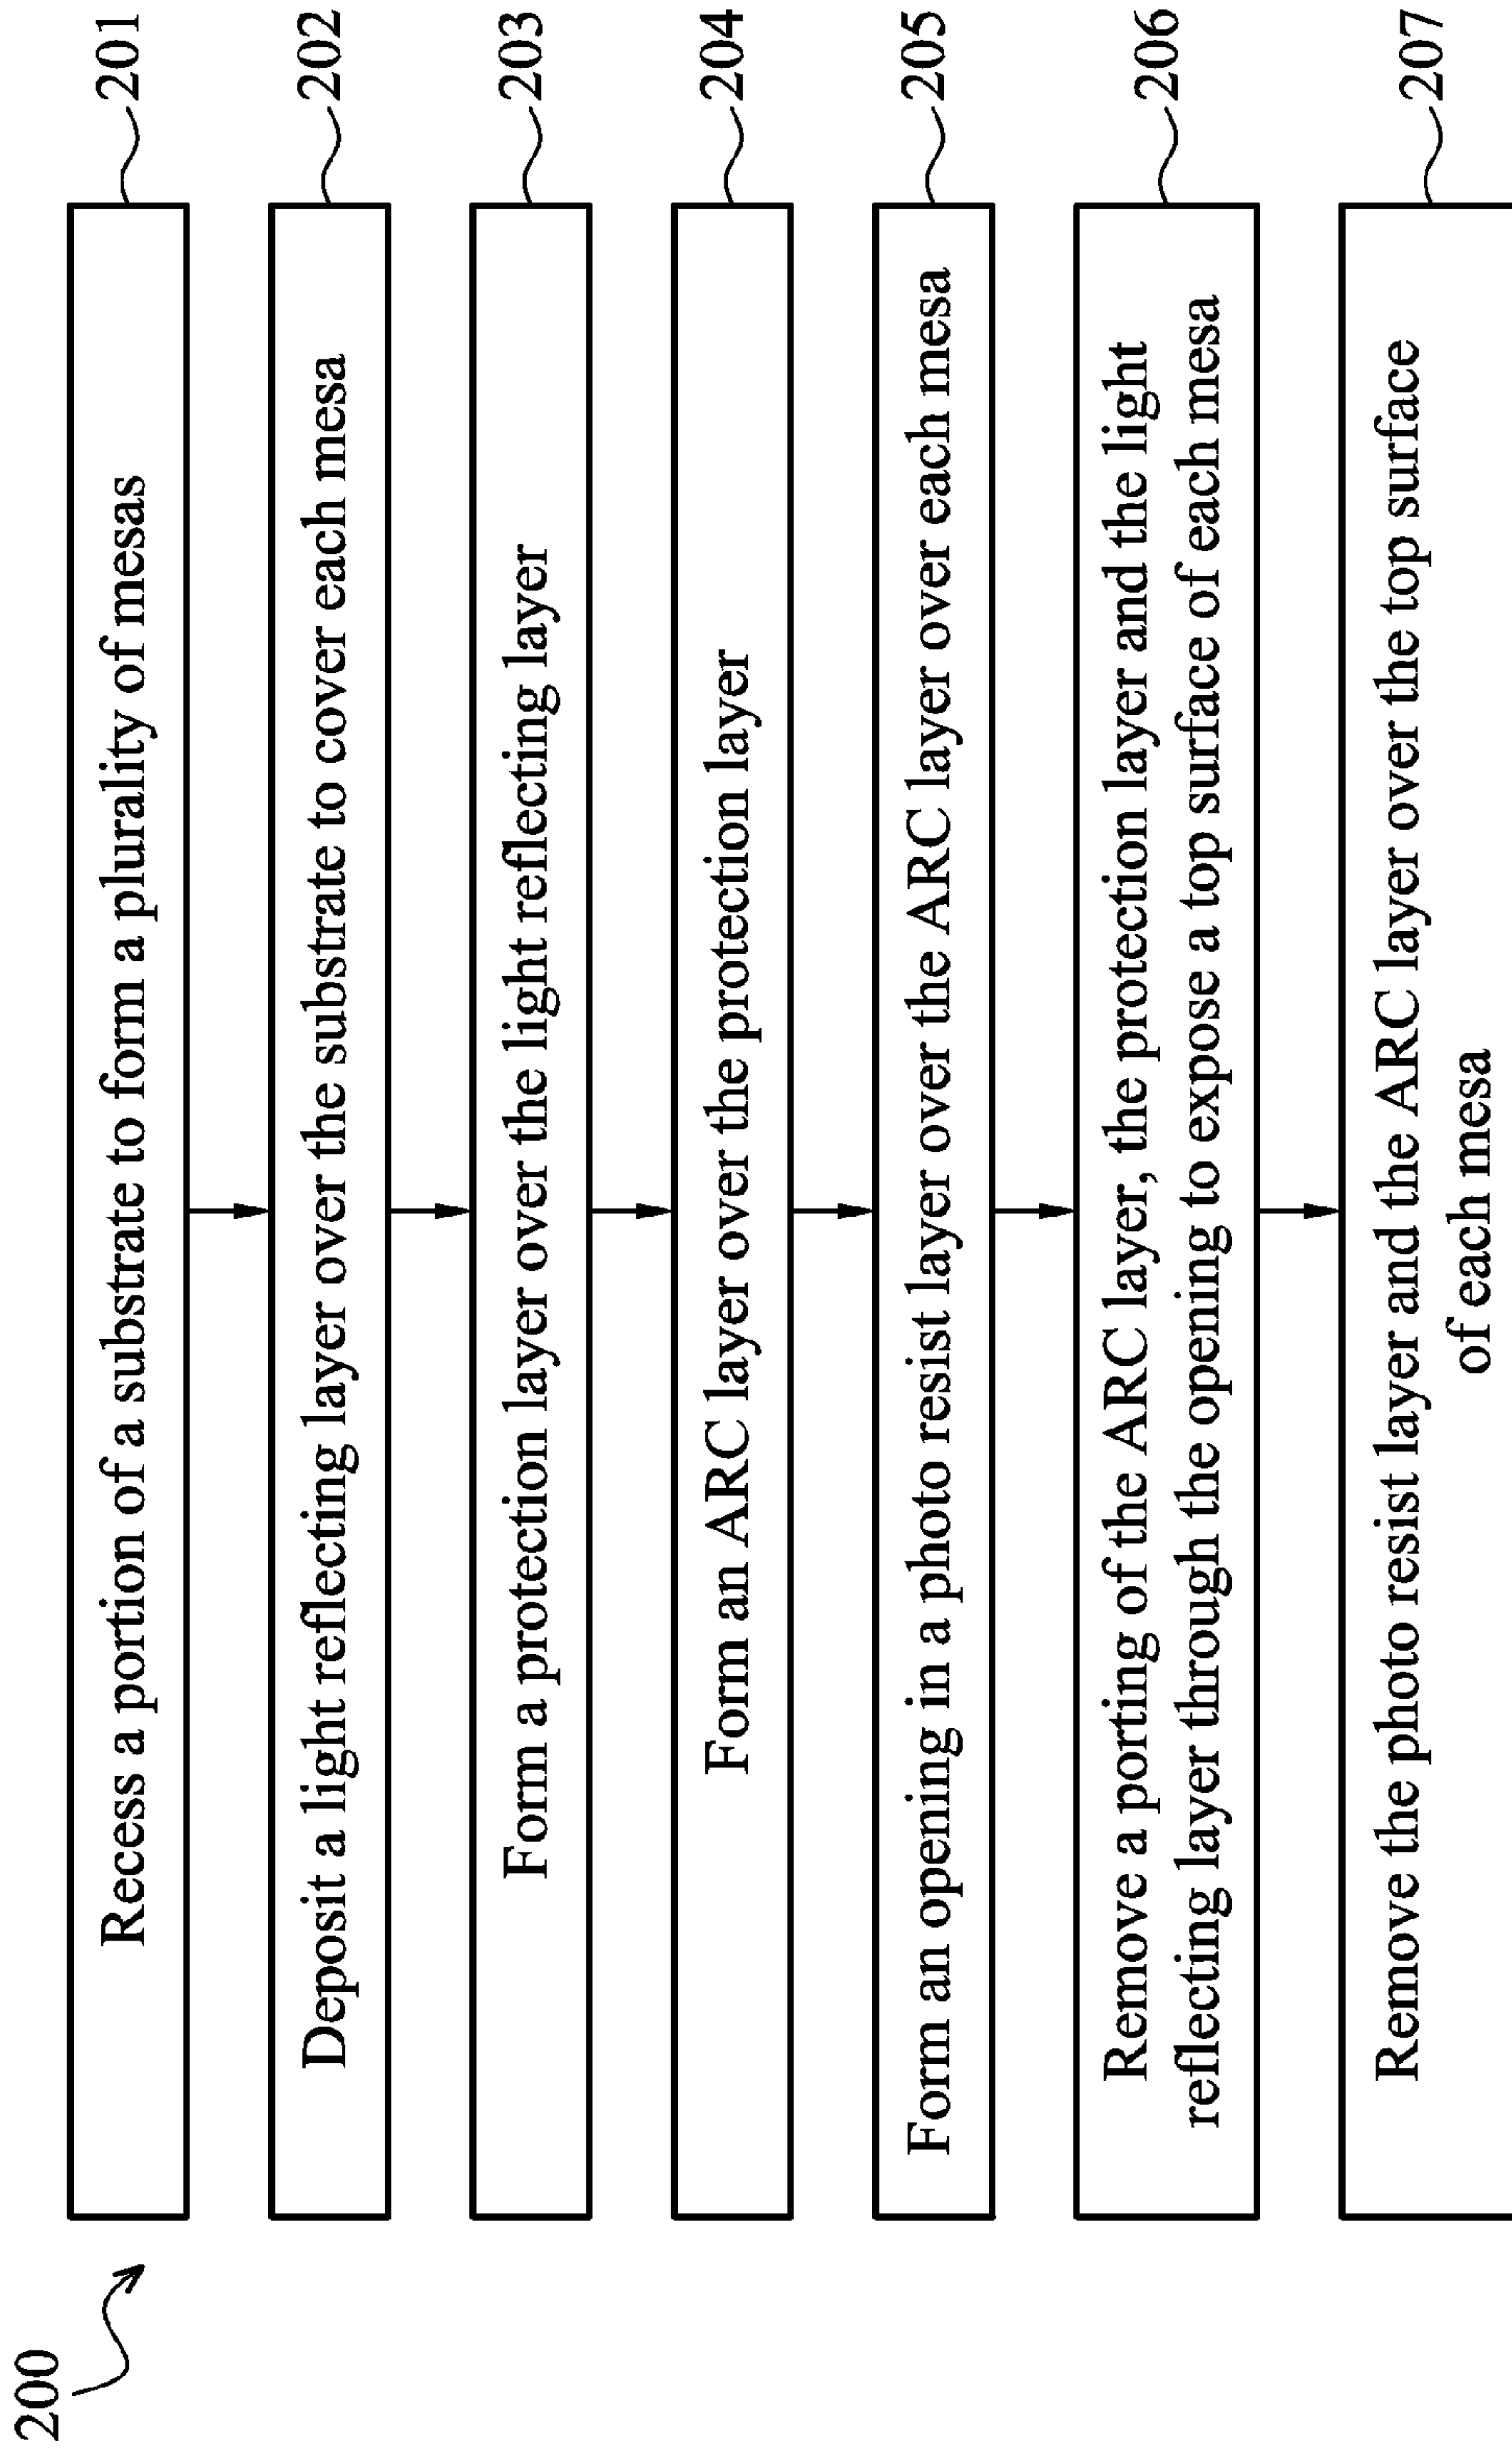 200
Recess a portion of a substrate to form a plurality of mesas
201
Deposit a light reflecting layer over the substrate to cover each mesa
202
Form a protection layer over the light reflecting layer
203
Form an ARC layer over the protection layer
204
Form an opening in a photo resist layer over the ARC layer over each mesa
205
Remove a porting of the ARC layer, the protection layer and the light
reflecting layer through the opening to expose a top surface of each mesa
206
Remove the photo resist layer and the ARC layer over the top surface
of each mesa
207